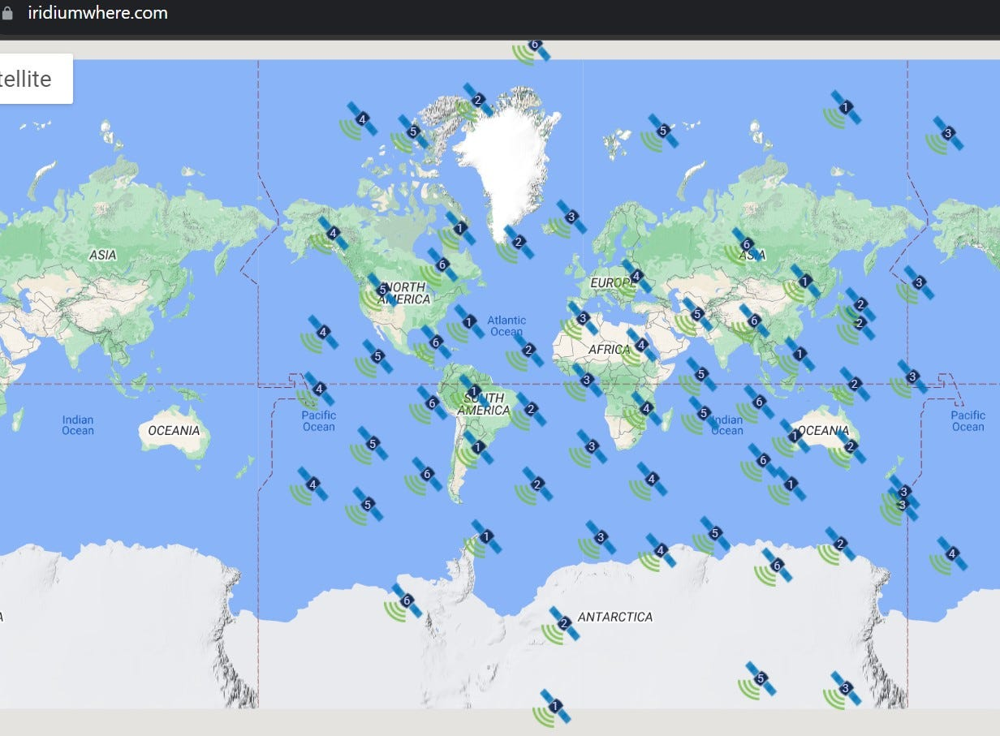 iridiumwhere.com
6
tellite
2
1
4 5 5 3
3
1 4 2 6
ASIA ASIA
6
4 EUROPE 1 3
5 NORTH
AMERICA
2
5 3 6
Atlantic
Ocean
1 2
4
6 4
AFRICA
2 5 1
5 3 3
2 4 1
SOUTH
AMERICA
6 6
2 4 5
Indian
Ocean
Pacific
Ocean
Indian
Ocean
Pacific
Ocean
OCEANIA OCEANIA
1
5 1 3 2
6
6 4
4 2 1
3
5 3
5
1 3 2
4 4
6
6
ANTARCTICA
2
5
3
1
A